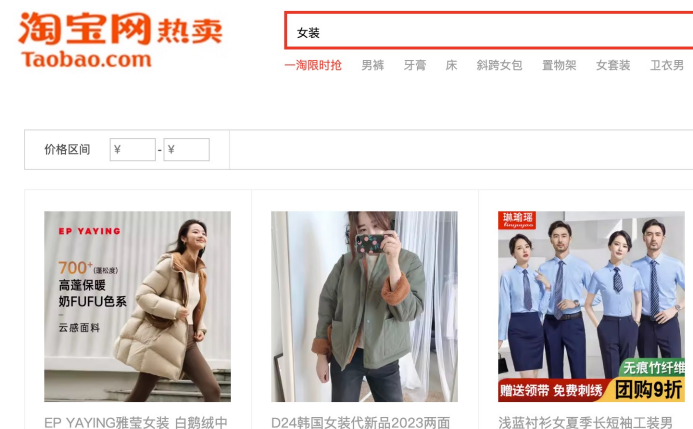 淘宝网热卖
Taobao.com
女装
一淘限时抢 男裤 牙膏 床 斜跨女包 置物架 女套装 卫衣男
价格区间 ¥ - ¥
EP YAYING
700+(蓬松度)
高蓬保暖
奶FUFU色系
云感面料
琳瑜瑶
无痕竹纤维
赠送领带 免费刺绣 团购9折
EP YAYING雅莹女装 白鹅绒中
D24韩国女装代新品2023两面
浅蓝衬衫女夏季长短袖工装男